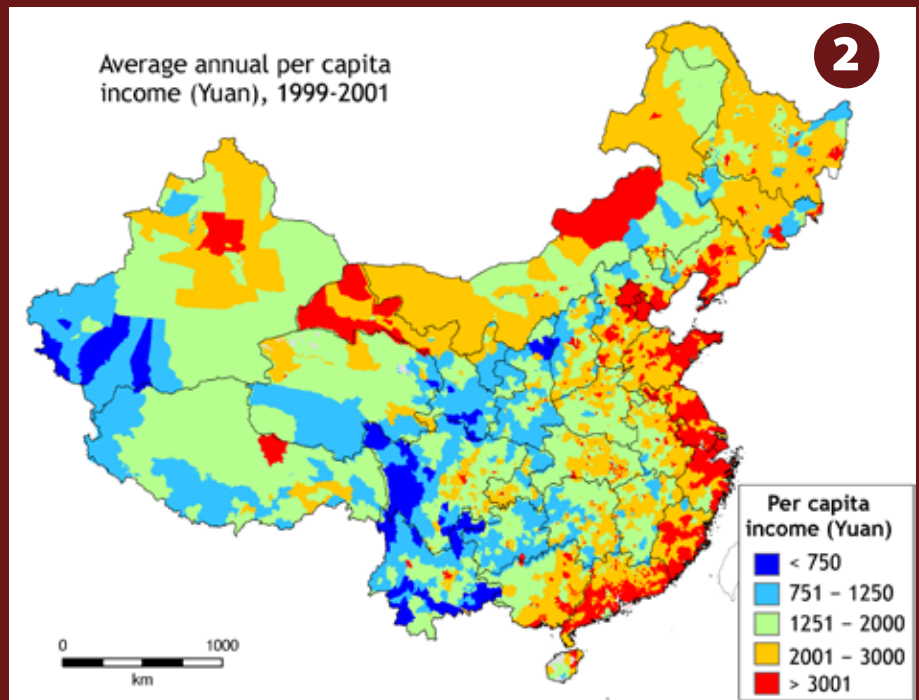 Average annual per capita
income (Yuan), 1999-2001
2
Per capita
income (Yuan)
< 750
751 – 1250
1251 – 2000
2001 – 3000
> 3001
0 1000
km